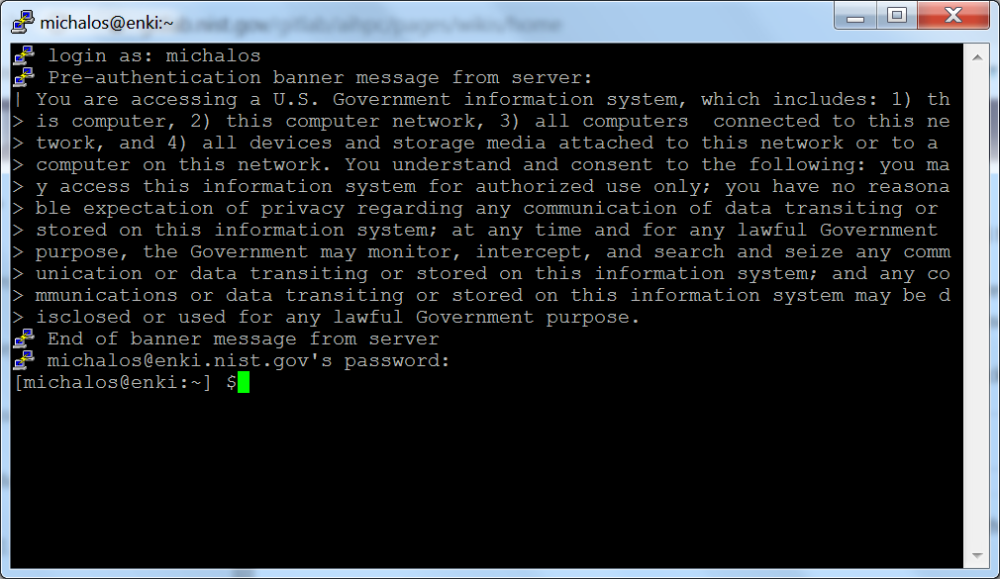 michalos@enki:~
login as: michalos
Pre-authentication banner message from server:
| You are accessing a U.S. Government information system, which includes: 1) th
> is computer, 2) this computer network, 3) all computers  connected to this ne
> twork, and 4) all devices and storage media attached to this network or to a
> computer on this network. You understand and consent to the following: you ma
> y access this information system for authorized use only; you have no reasona
> ble expectation of privacy regarding any communication of data transiting or
> stored on this information system; at any time and for any lawful Government
> purpose, the Government may monitor, intercept, and search and seize any comm
> unication or data transiting or stored on this information system; and any co
> mmunications or data transiting or stored on this information system may be d
> isclosed or used for any lawful Government purpose.
End of banner message from server
michalos@enki.nist.gov's password:
[michalos@enki:~] $